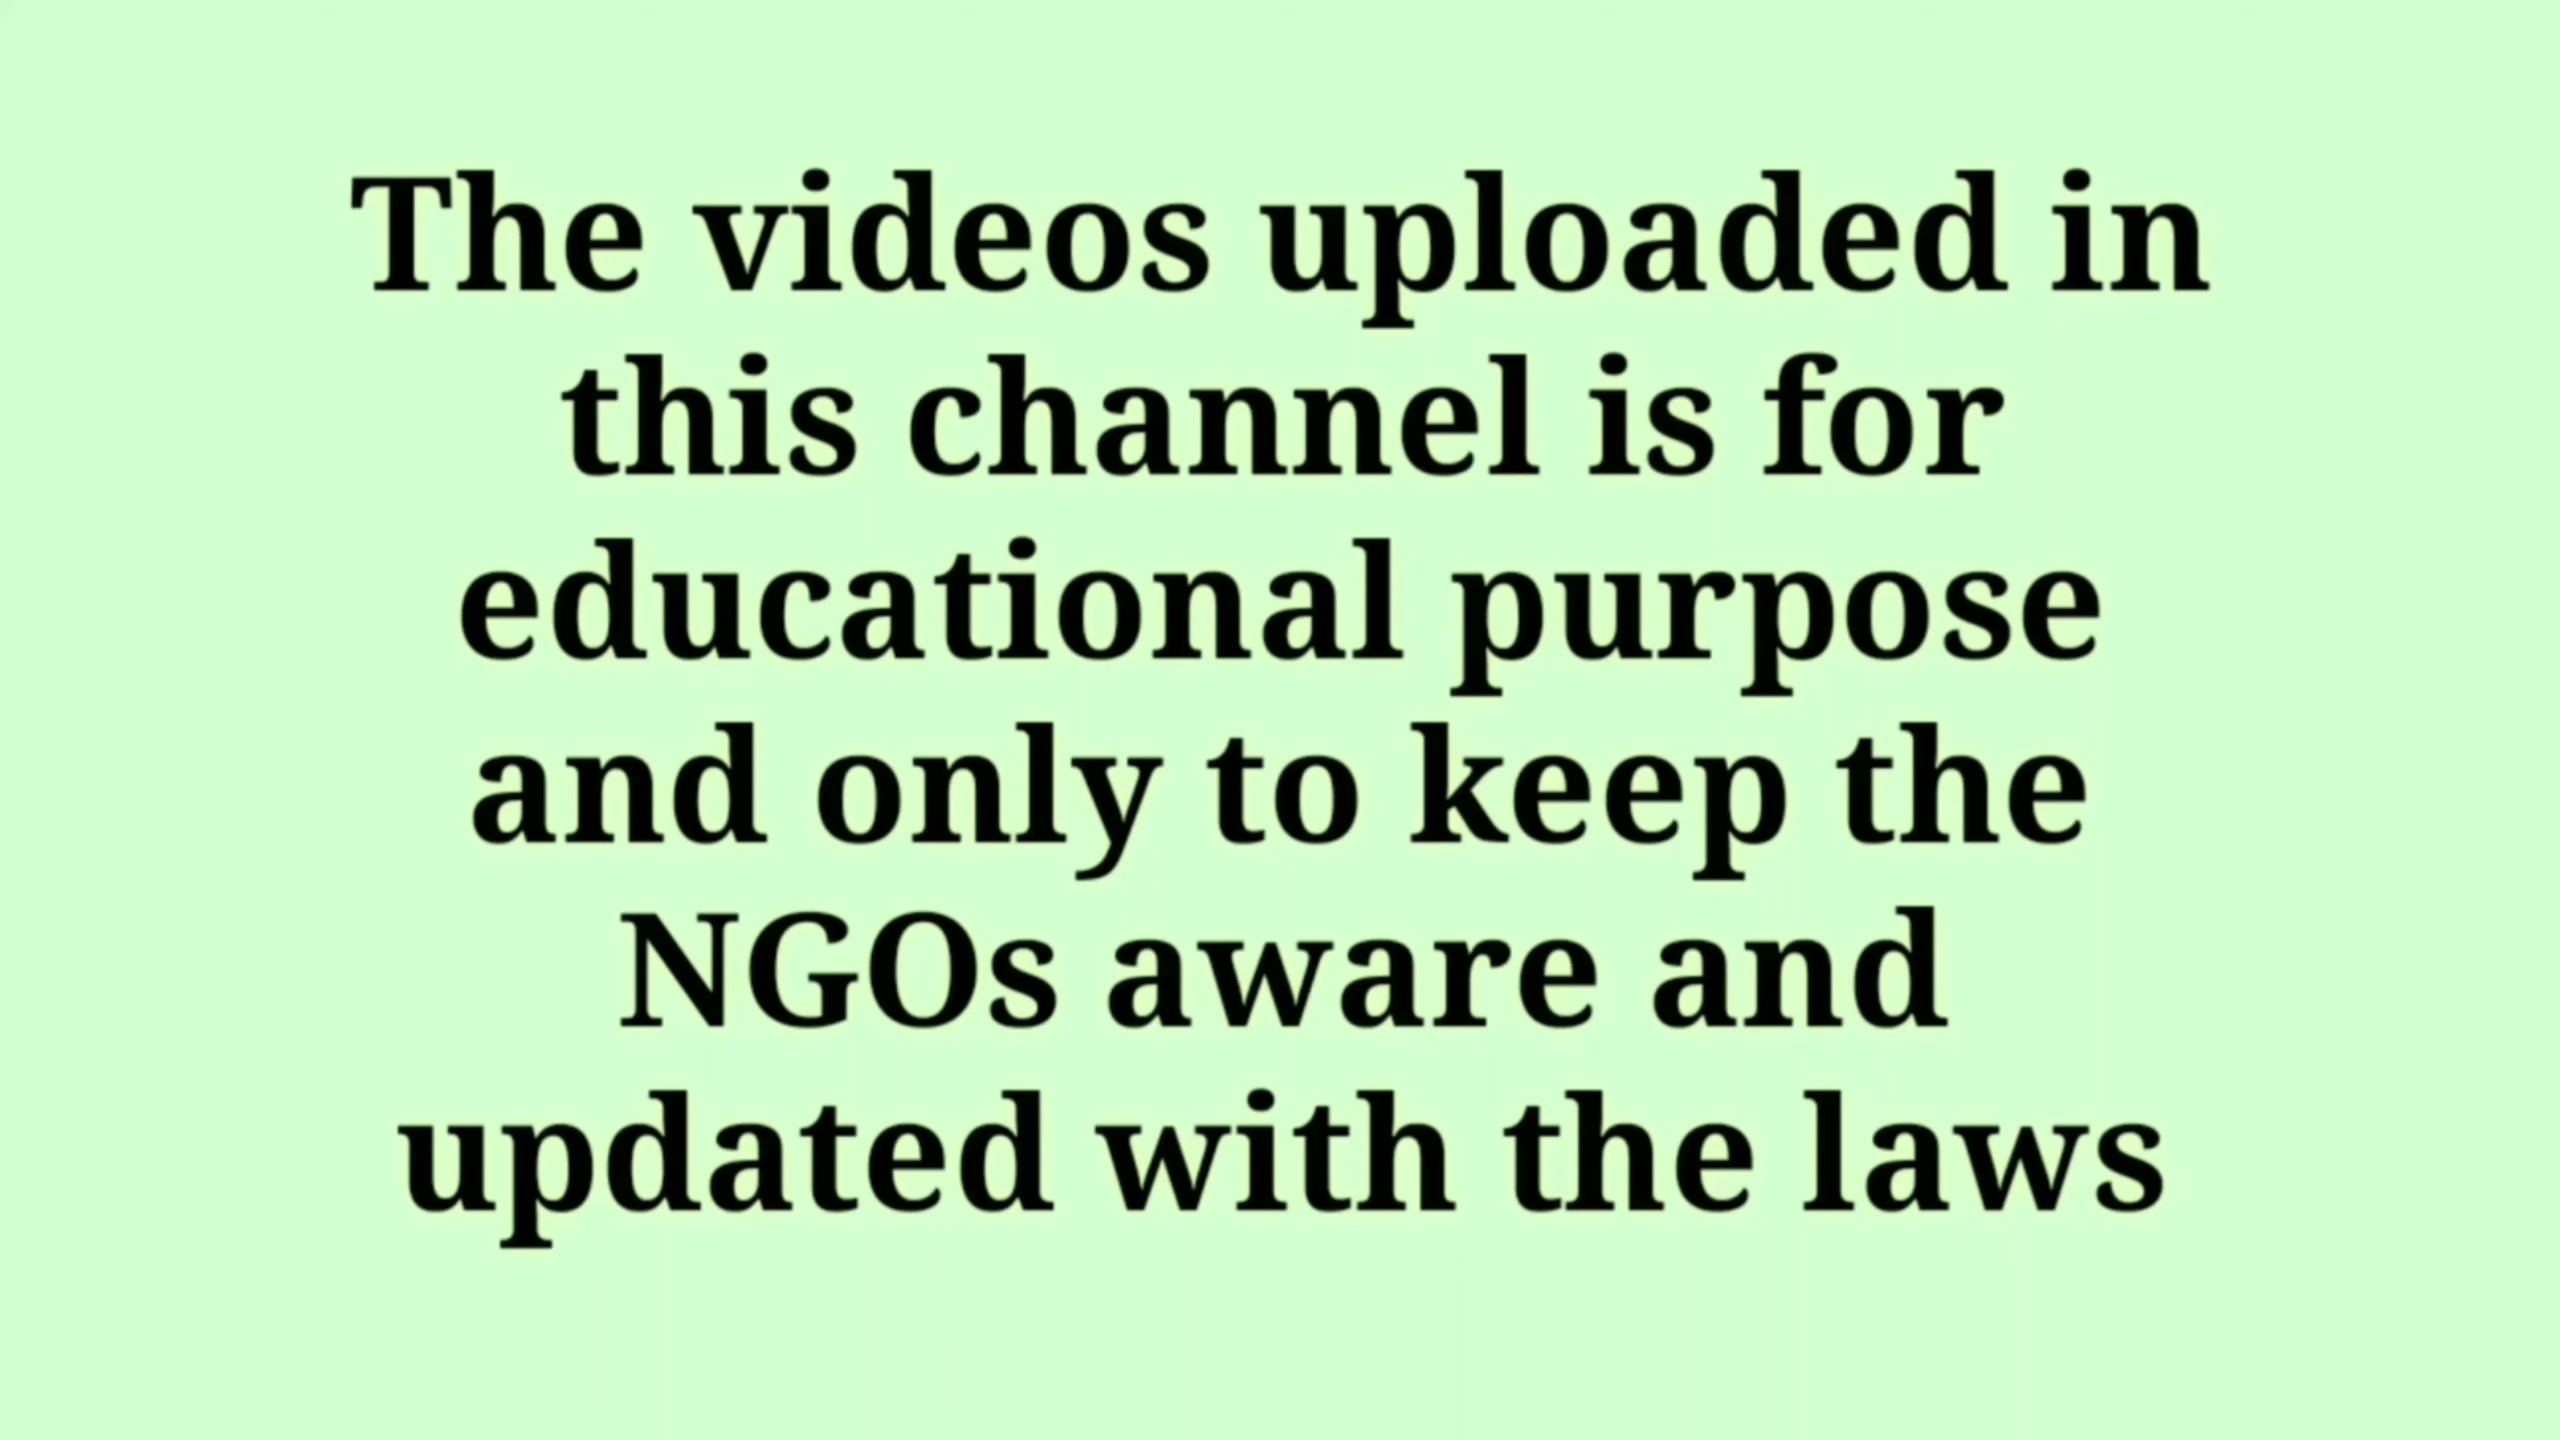 The videos uploaded in
this channel is for
educational purpose
and only to keep the
NGOs aware and
updated with the laws